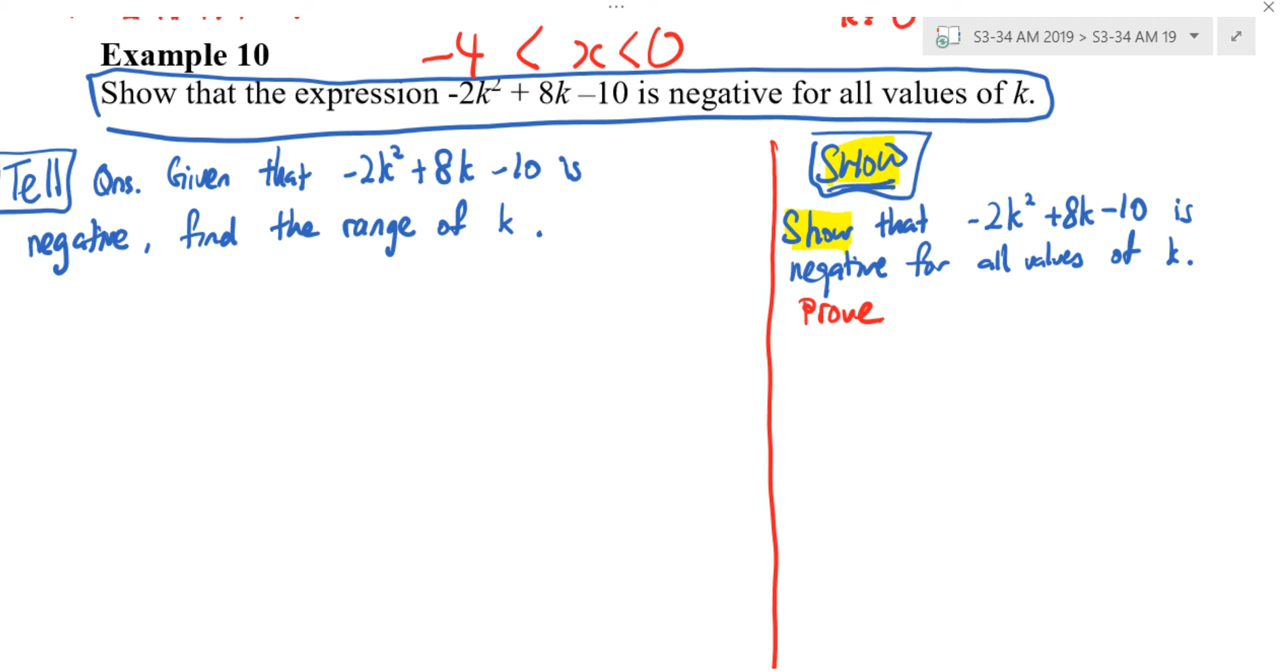 Example 10
-4 < x < 0
S3-34 AM 2019 > S3-34 AM 19
Show that the expression -2k² + 8k –10 is negative for all values of k.
Tell
Qns. Given that -2k² + 8k - 10 is
negative, find the range of k.
SHOW
Show that -2k² + 8k - 10 is
negative for all values of k.
Prove